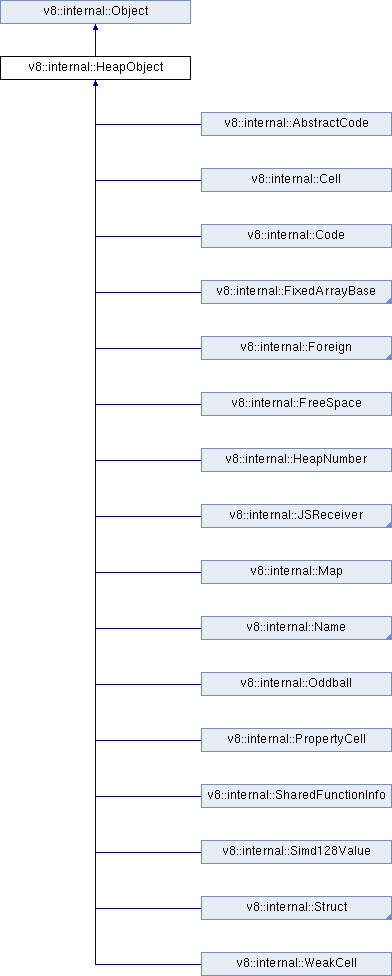 v8::internal::Object
v8::internal::HeapObject
v8::internal::AbstractCode
v8::internal::Cell
v8::internal::Code
v8::internal::FixedArrayBase
v8::internal::Foreign
v8::internal::FreeSpace
v8::internal::HeapNumber
v8::internal::JSReceiver
v8::internal::Map
v8::internal::Name
v8::internal::Oddball
v8::internal::PropertyCell
v8::internal::SharedFunctionInfo
v8::internal::Simd128Value
v8::internal::Struct
v8::internal::WeakCell